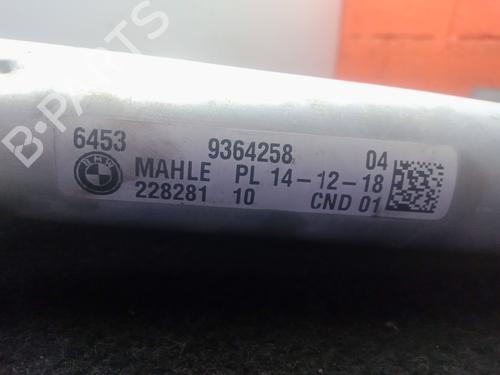 B-PARTS
6453 9364258 04
BMW MAHLE PL 14-12-18
228281 10 CND 01